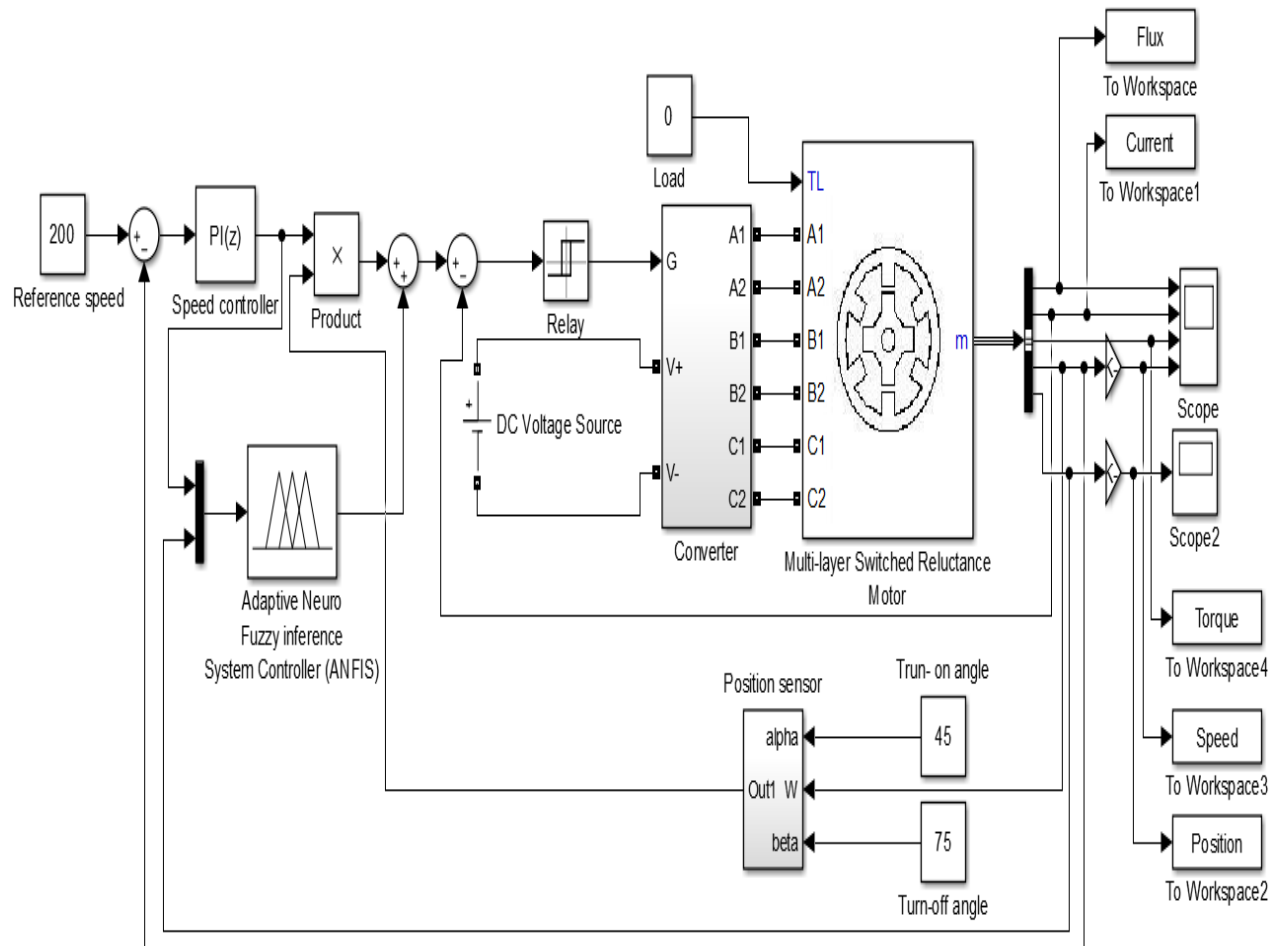 Flux
To Workspace
0
Load
Current
To Workspace1
TL
200
Reference speed
+
−
PI(z)
Speed controller
×
Product
+
+
+
−
Relay
G
V+
V-
A1
A2
B1
B2
C1
C2
Converter
A1
A2
B1
B2
C1
C2
m
Multi-layer Switched Reluctance
Motor
+
DC Voltage Source
K-
K-
Scope
Scope2
Adaptive Neuro
Fuzzy inference
System Controller (ANFIS)
Torque
To Workspace4
Position sensor
alpha
Out1
W
beta
Trun- on angle
45
75
Turn-off angle
Speed
To Workspace3
Position
To Workspace2